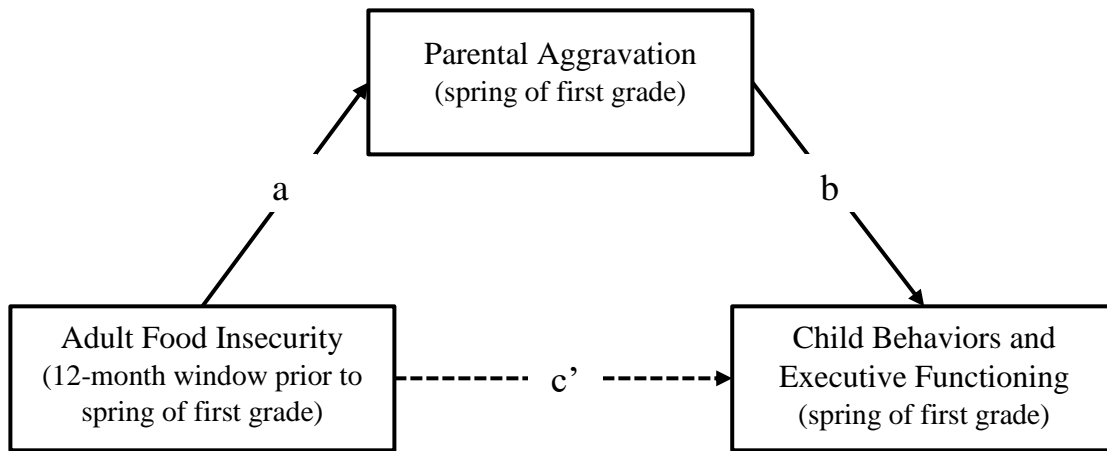 Parental Aggravation
(spring of first grade)
a
b
Adult Food Insecurity
(12-month window prior to
spring of first grade)
c’
Child Behaviors and
Executive Functioning
(spring of first grade)